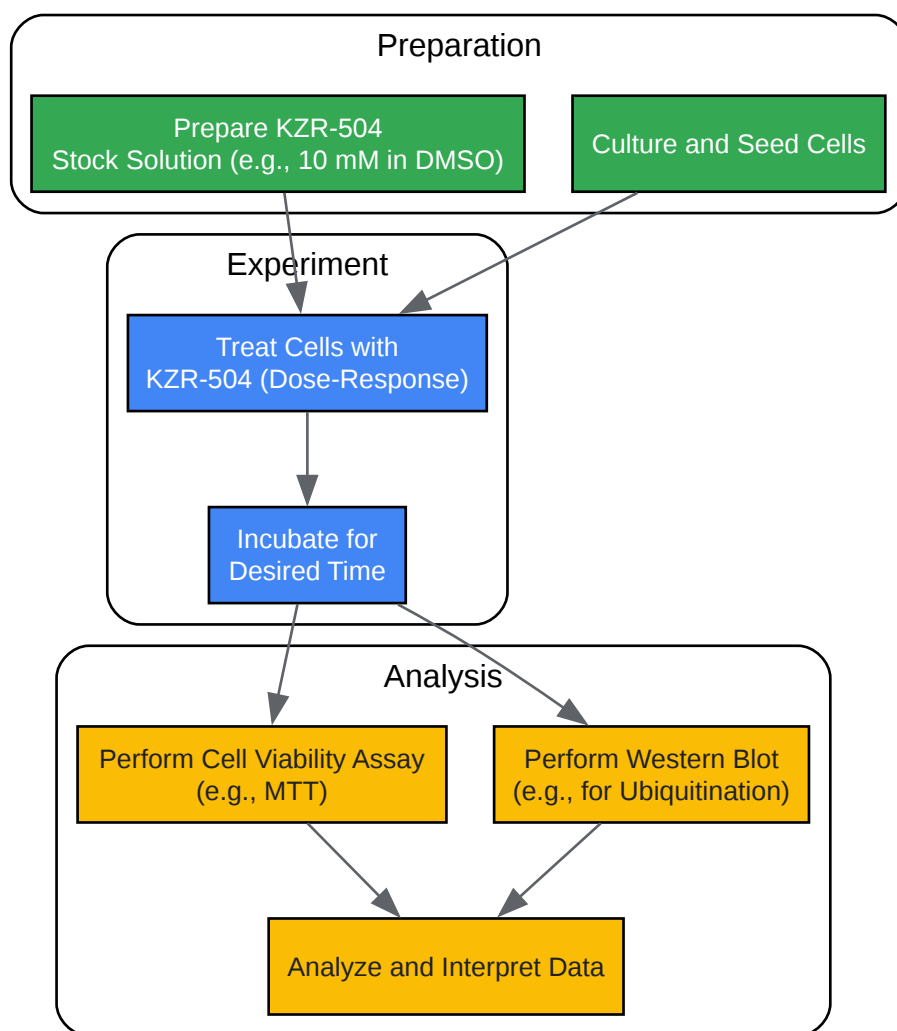 Preparation
Prepare KZR-504
Stock Solution (e.g., 10 mM in DMSO)
Culture and Seed Cells
Experiment
Treat Cells with
KZR-504 (Dose-Response)
Incubate for
Desired Time
Analysis
Perform Cell Viability Assay
(e.g., MTT)
Perform Western Blot
(e.g., for Ubiquitination)
Analyze and Interpret Data